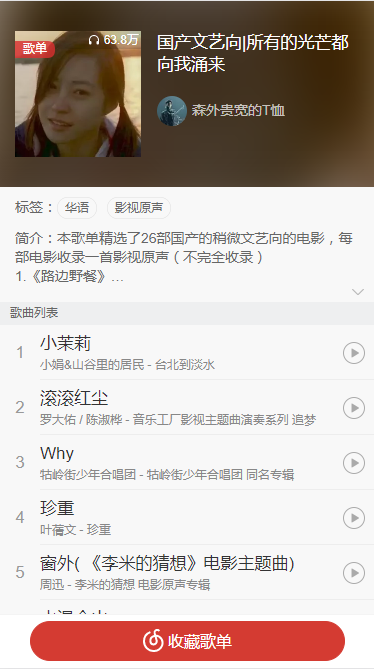 歌单
63.8万
国产文艺向|所有的光芒都
向我涌来
森外贵宽的T恤
标签：华语 影视原声
简介：本歌单精选了26部国产的稍微文艺向的电影，每
部电影收录一首影视原声（不完全收录）
1.《路边野餐》...
歌曲列表
1 小茉莉
小娟&山谷里的居民 - 台北到淡水
2 滚滚红尘
罗大佑 / 陈淑桦 - 音乐工厂影视主题曲演奏系列 追梦
3 Why
牯岭街少年合唱团 - 牯岭街少年合唱团 同名专辑
4 珍重
叶蒨文 - 珍重
5 窗外(《李米的猜想》电影主题曲)
周迅 - 李米的猜想 电影原声专辑
收藏歌单